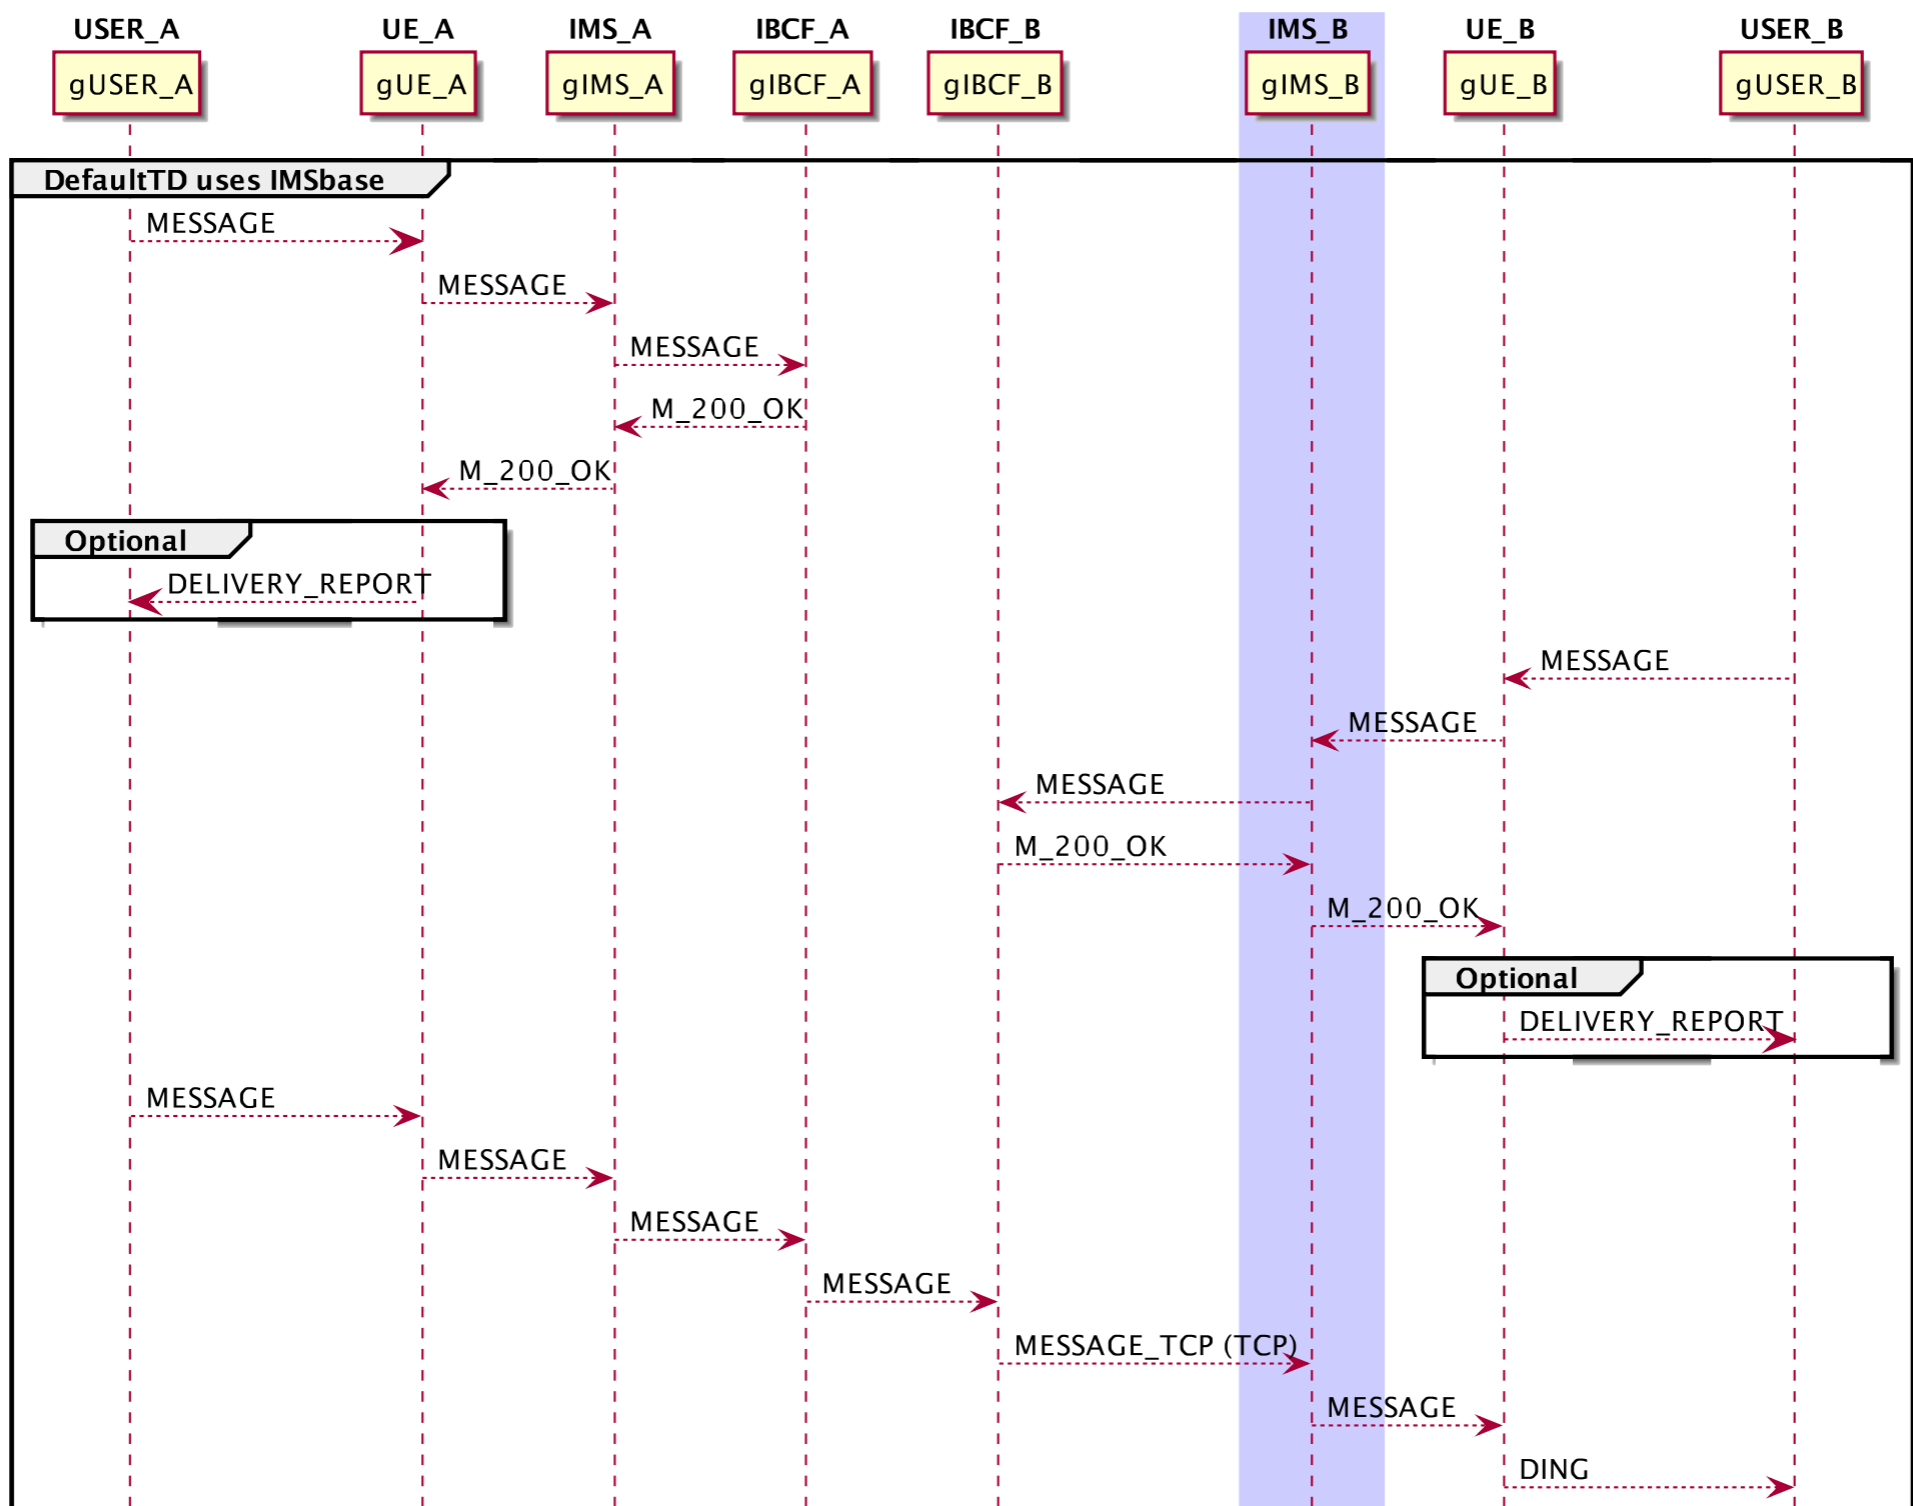 USER_A UE_A IMS_A IBCF_A IBCF_B IMS_B UE_B USER_B
gUSER_A gUE_A gIMS_A gIBCF_A gIBCF_B gIMS_B gUE_B gUSER_B
DefaultTD uses IMSbase
MESSAGE
MESSAGE
MESSAGE
M_200_OK
M_200_OK
Optional
DELIVERY_REPORT
MESSAGE
MESSAGE
MESSAGE
M_200_OK
M_200_OK
Optional
DELIVERY_REPORT
MESSAGE
MESSAGE
MESSAGE
MESSAGE
MESSAGE_TCP (TCP)
MESSAGE
DING